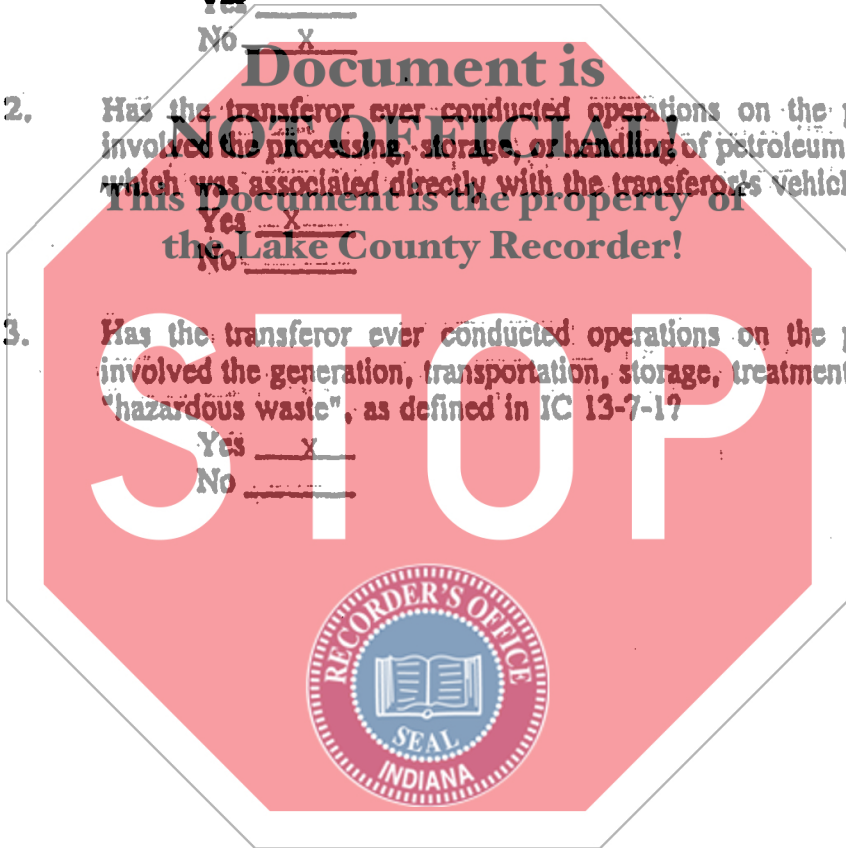 Yes
No X
Document is
2. Has the transferor ever conducted operations on the
NOT OFFICIAL!
involved the processing, storage, or handling of petroleum
which was associated directly with the transferor's vehicl
This Document is the property of
Yes X
the Lake County Recorder!
No
3. Has the transferor ever conducted operations on the
involved the generation, transportation, storage, treatment
"hazardous waste", as defined in IC 13-7-1?
Yes X
No
STOP
RECORDER'S OFFICE
SEAL
INDIANA